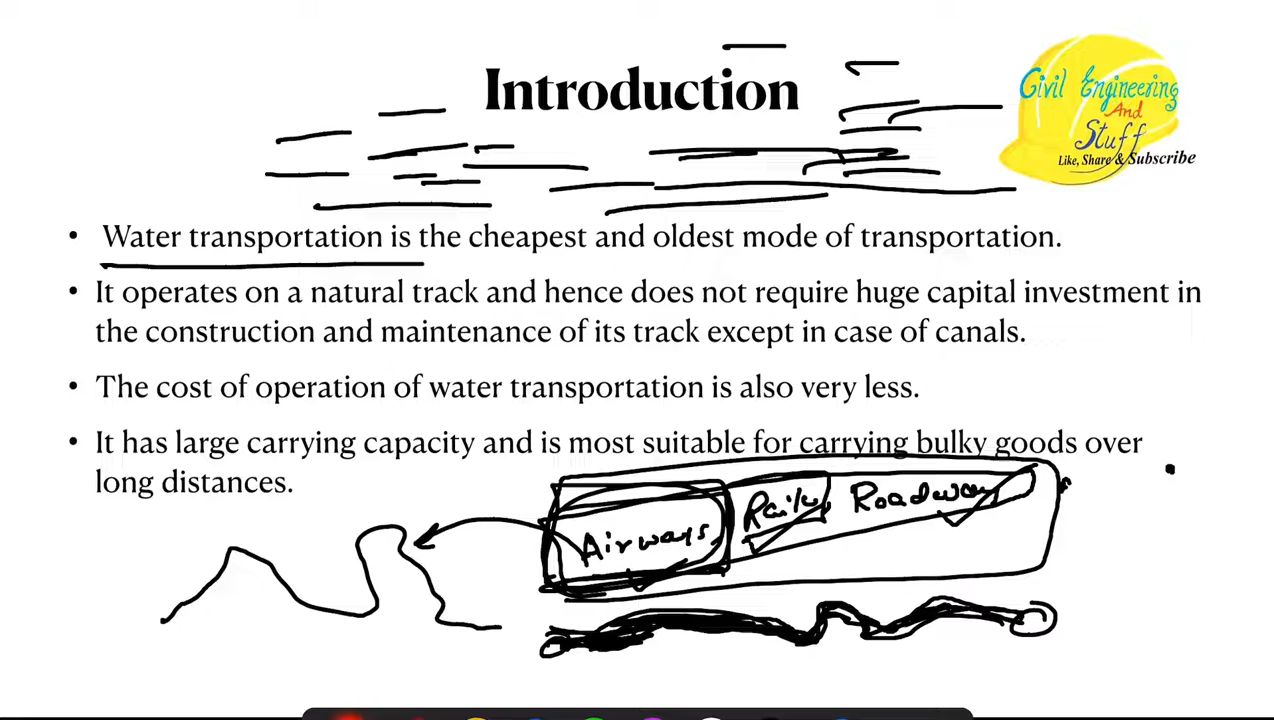 Introduction
Civil Engineering
And
Stuff
Like, Share & Subscribe
• Water transportation is the cheapest and oldest mode of transportation.
• It operates on a natural track and hence does not require huge capital investment in
the construction and maintenance of its track except in case of canals.
• The cost of operation of water transportation is also very less.
• It has large carrying capacity and is most suitable for carrying bulky goods over
long distances.
Airways Roadway